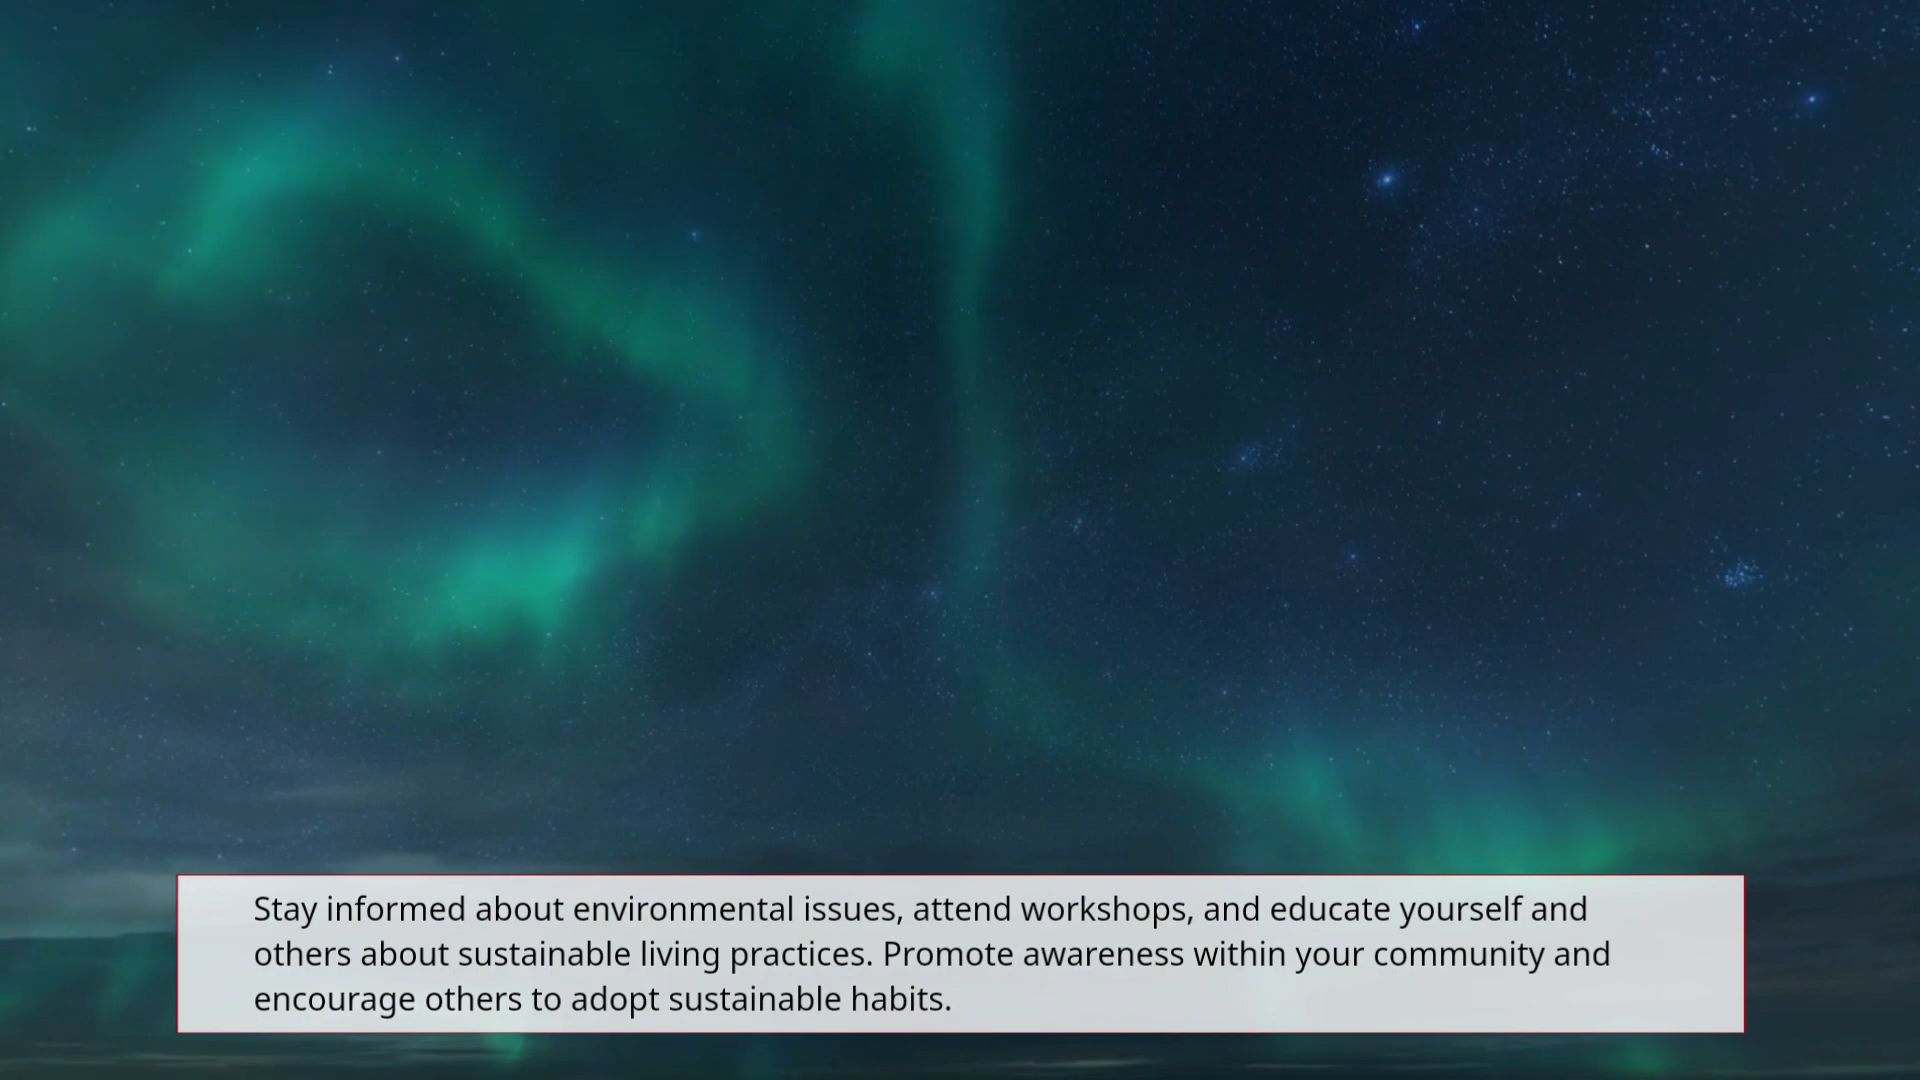 Stay informed about environmental issues, attend workshops, and educate yourself and
others about sustainable living practices. Promote awareness within your community and
encourage others to adopt sustainable habits.